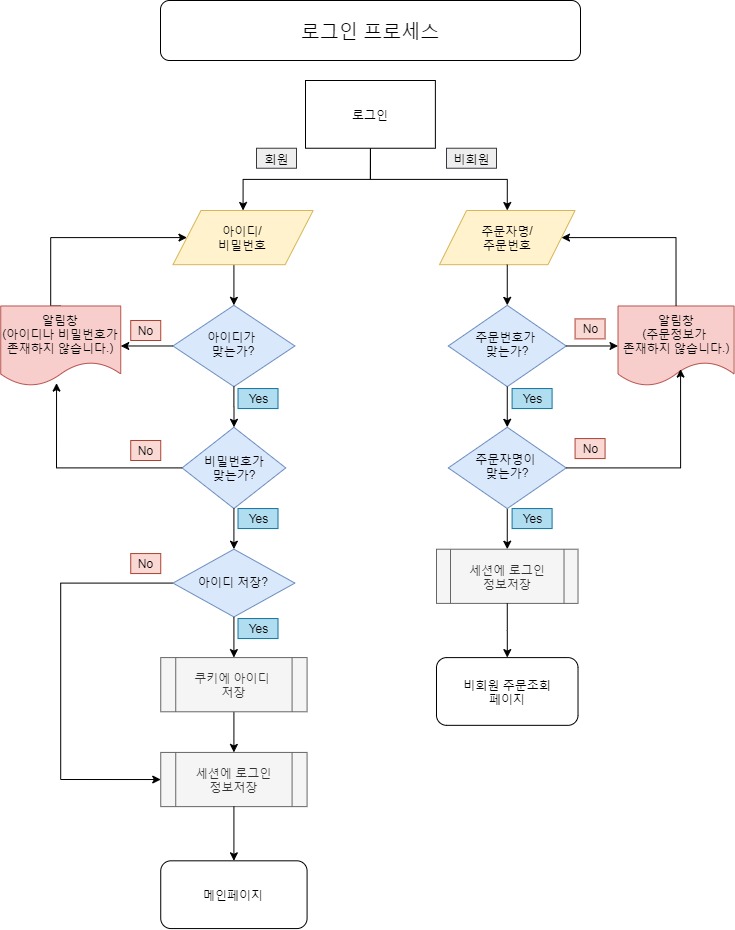 로그인 프로세스
로그인
회원
비회원
아이디/
비밀번호
주문자명/
주문번호
알림창
(아이디나 비밀번호가
존재하지 않습니다.)
No
아이디가
맞는가?
주문번호가
맞는가?
No
알림창
(주문정보가
존재하지 않습니다.)
Yes
Yes
No
비밀번호가
맞는가?
주문자명이
맞는가?
No
Yes
Yes
No
아이디 저장?
세션에 로그인
정보저장
Yes
쿠키에 아이디
저장
비회원 주문조회
페이지
세션에 로그인
정보저장
메인페이지